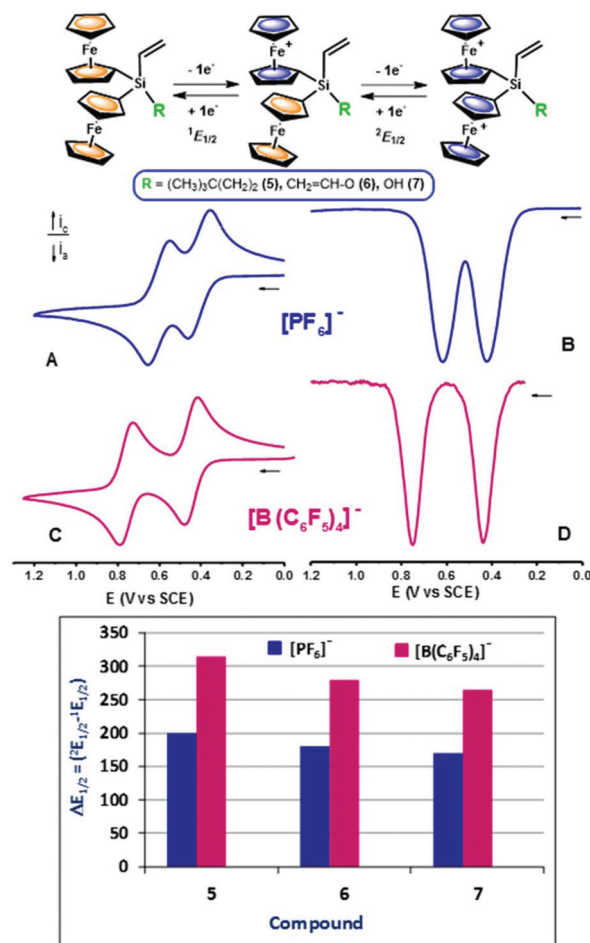 Fe Fe⁺ Fe⁺
- 1e⁻ - 1e⁻
Si Si Si
+ 1e⁻ + 1e⁻
R R R
Fe ¹E1/2 Fe ²E1/2 Fe⁺
R = (CH₃)₃C(CH₂)₂ (5), CH₂=CH-O (6), OH (7)
i_c
i_a
[PF₆]⁻
A B
[B(C₆F₅)₄]⁻
C D
1.2 1.0 0.8 0.6 0.4 0.2 0.0 1.2 1.0 0.8 0.6 0.4 0.2 0.0
E (V vs SCE) E (V vs SCE)
350
[PF₆]⁻ [B(C₆F₅)₄]⁻
300
250
200
150
100
50
0
ΔE1/2 = (²E1/2-¹E1/2)
5 6 7
Compound